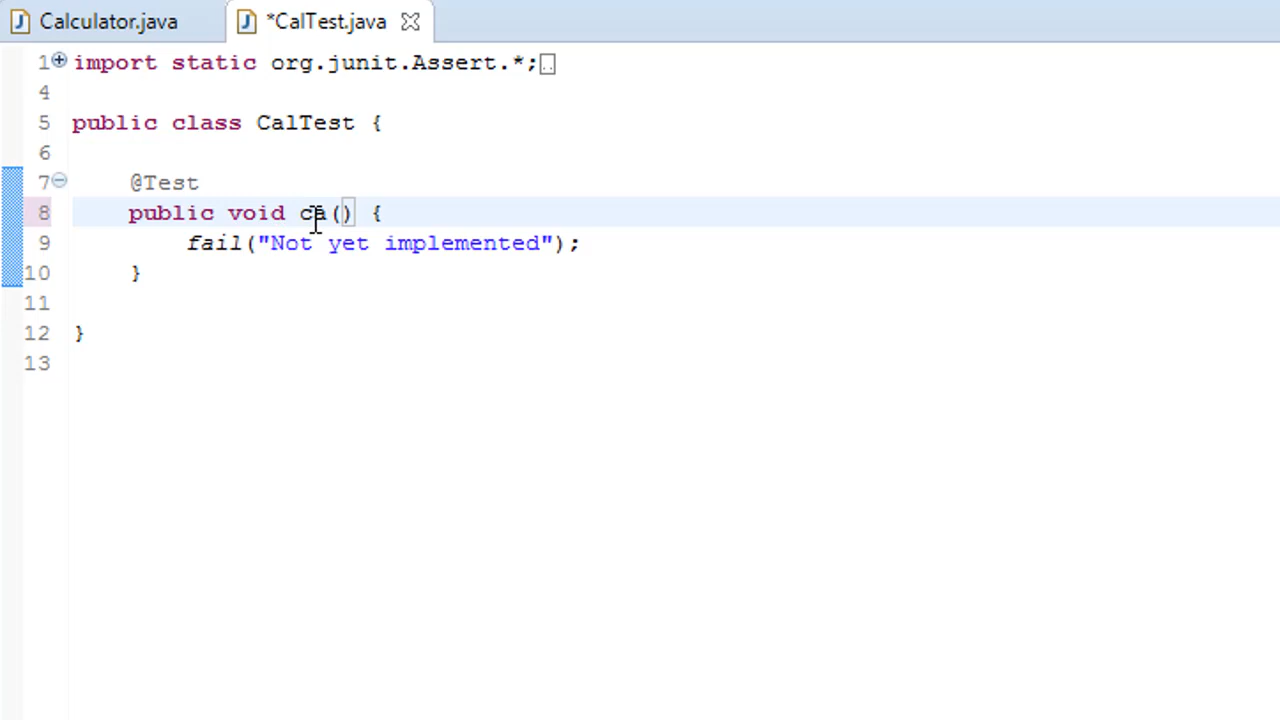 Calculator.java *CalTest.java
1 import static org.junit.Assert.*;
4
5 public class CalTest {
6
7 @Test
8 public void ca() {
9 fail("Not yet implemented");
10 }
11
12 }
13